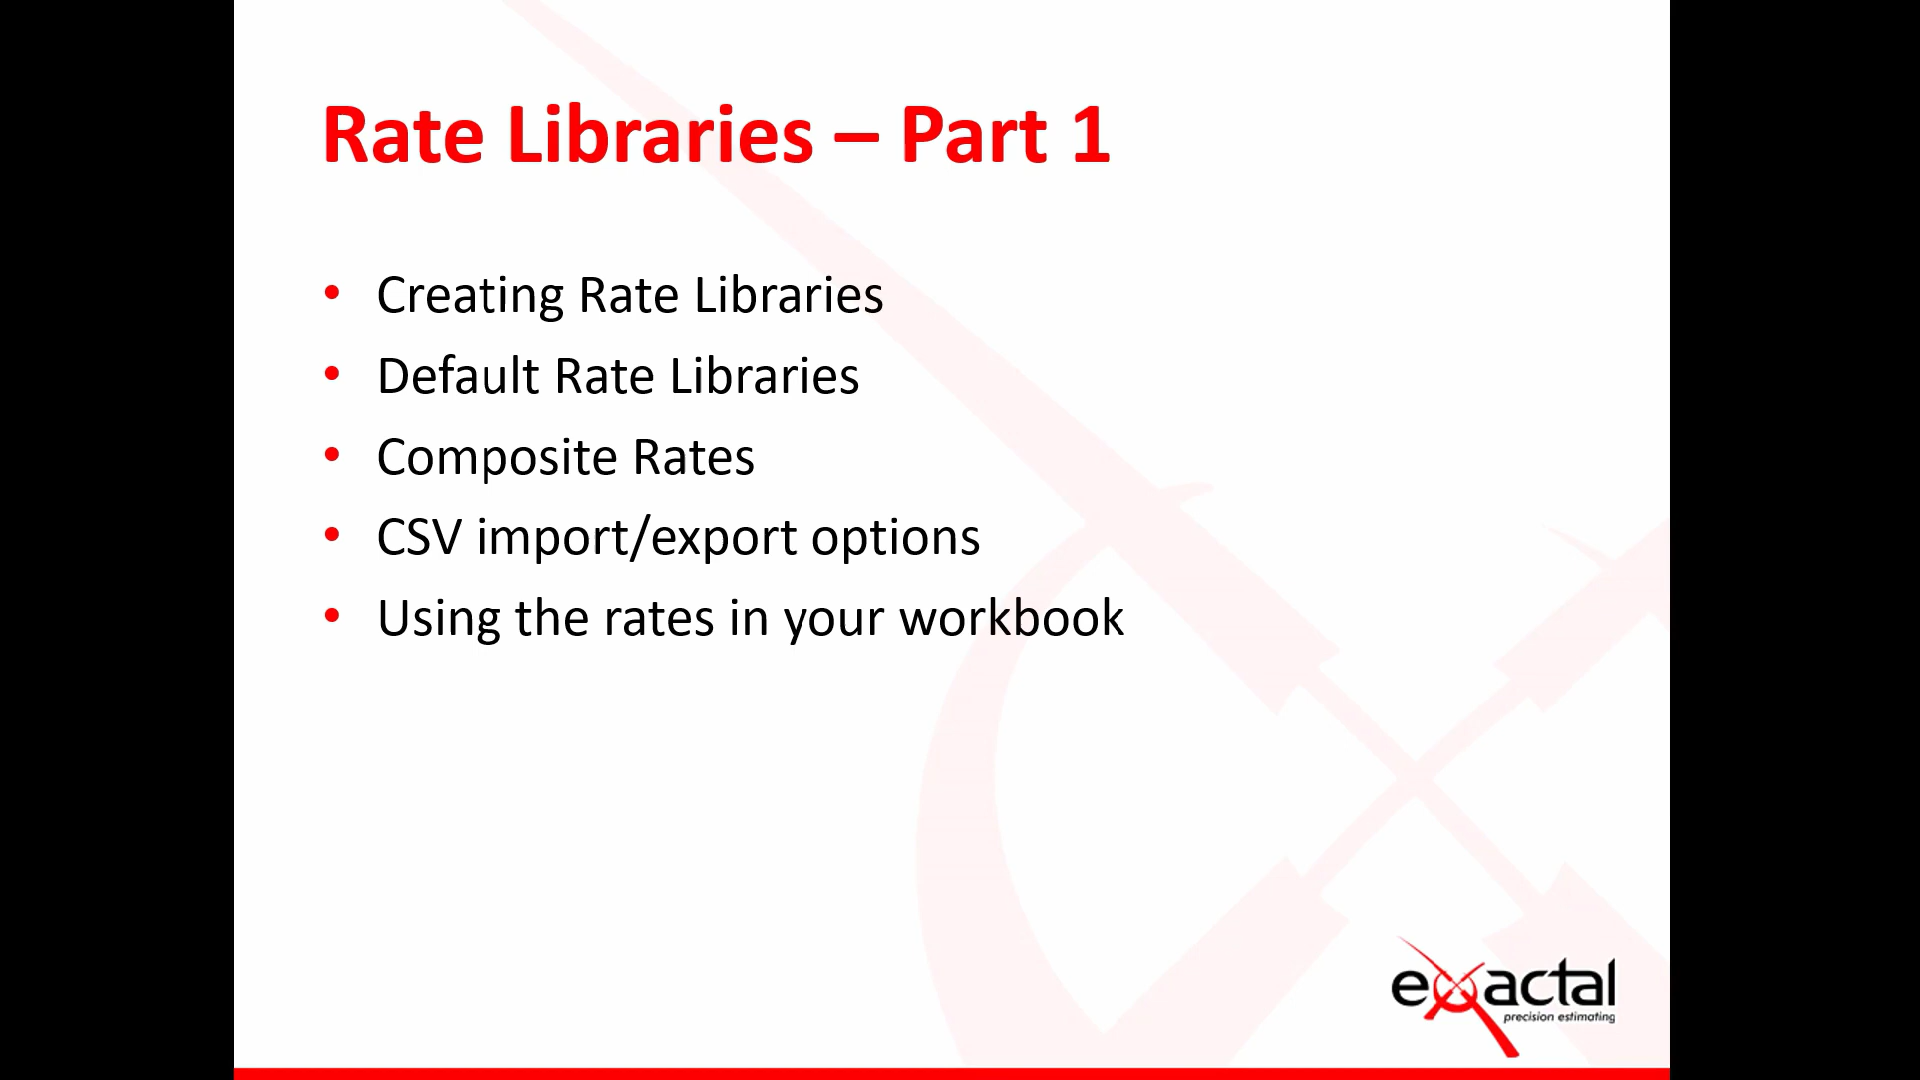 Rate Libraries – Part 1
• Creating Rate Libraries
• Default Rate Libraries
• Composite Rates
• CSV import/export options
• Using the rates in your workbook
exactal
precision estimating